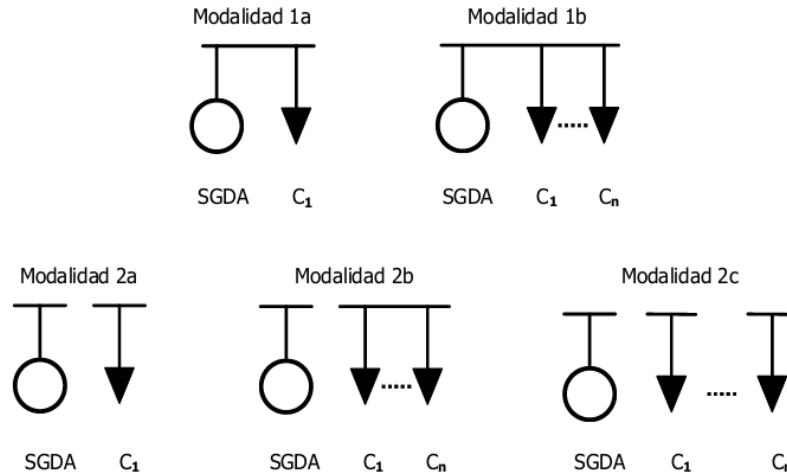 Modalidad 1a
Modalidad 1b
SGDA C₁
SGDA C₁ Cₙ
Modalidad 2a
Modalidad 2b
Modalidad 2c
SGDA C₁
SGDA C₁ Cₙ
SGDA C₁ Cₙ